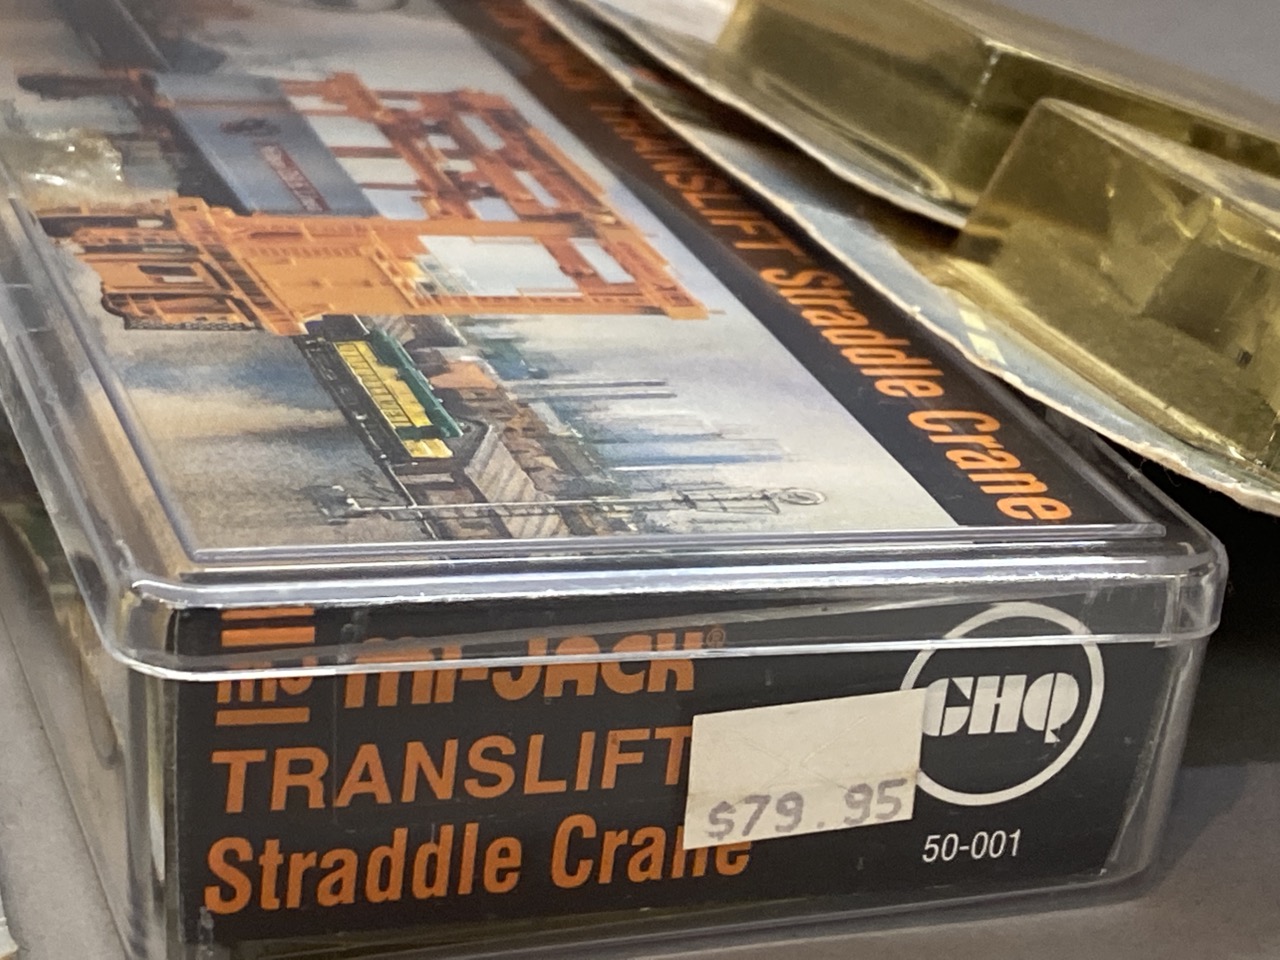 TRANSLIFT Straddle Crane
mi-JACK®
TRANSLIFT
Straddle Crane
$79.95
GHQ
50-001